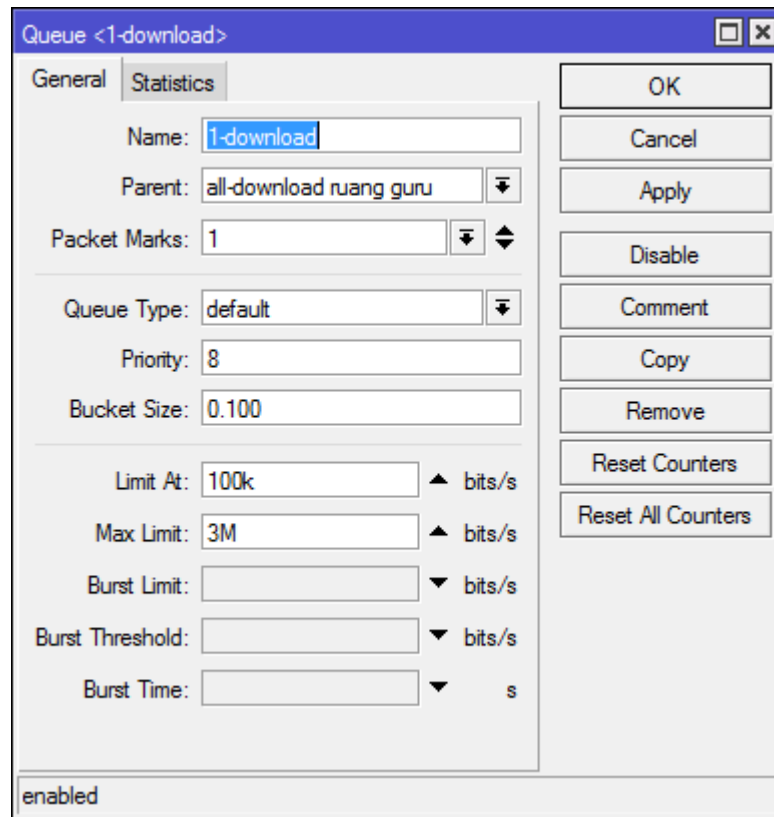 Queue <1-download>
General
Statistics
Name: 1-download
Parent: all-download ruang guru
Packet Marks: 1
Queue Type: default
Priority: 8
Bucket Size: 0.100
Limit At: 100k bits/s
Max Limit: 3M bits/s
Burst Limit: bits/s
Burst Threshold: bits/s
Burst Time: s
OK
Cancel
Apply
Disable
Comment
Copy
Remove
Reset Counters
Reset All Counters
enabled